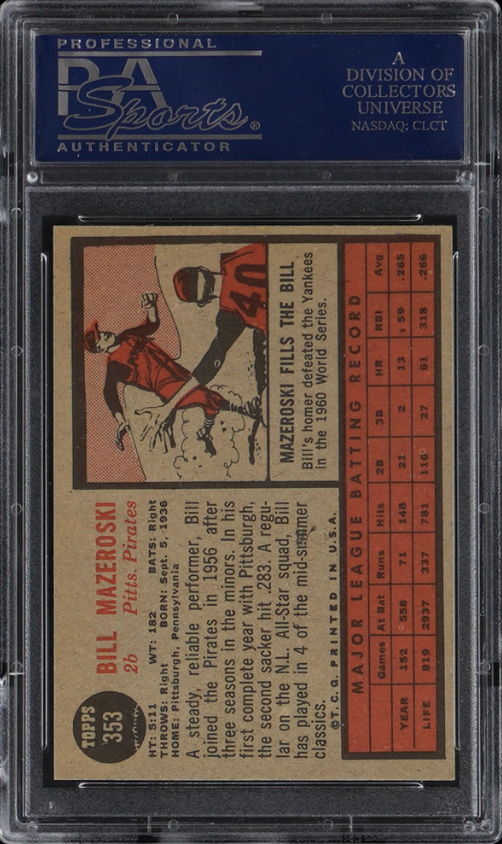 PROFESSIONAL
PSA
Sports®
AUTHENTICATOR
A
DIVISION OF
COLLECTORS
UNIVERSE
NASDAQ: CLCT
TOPPS
353
BILL MAZEROSKI
2b Pitts. Pirates
HT: 5:11 WT: 182 BATS: Right
THROWS: Right BORN: Sept. 5, 1936
HOME: Pittsburgh, Pennsylvania
A steady, reliable performer, Bill
joined the Pirates in 1956 after
three seasons in the minors. In his
first complete year with Pittsburgh,
the second sacker hit .283. A regu-
lar on the N.L. All-Star squad, Bill
has played in 4 of the mid-summer
classics.
40
MAZEROSKI FILLS THE BILL
Bill's homer defeated the Yankees
in the 1960 World Series.
©T.C.G. PRINTED IN U.S.A.
MAJOR LEAGUE BATTING RECORD
Games At Bat Runs Hits 2B 3B HR RBI Avg
YEAR 152 558 71 148 21 2 13 59 .265
LIFE 819 2937 337 781 116 27 61 318 .266